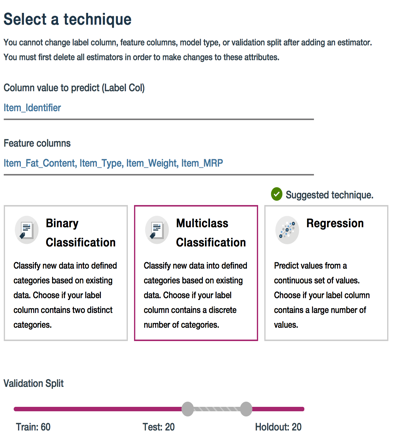 Select a technique
You cannot change label column, feature columns, model type, or validation split after adding an estimator.
You must first delete all estimators in order to make changes to these attributes.
Column value to predict (Label Col)
Item_Identifier
Feature columns
Item_Fat_Content, Item_Type, Item_Weight, Item_MRP
Suggested technique.
Binary
Classification
Classify new data into defined
categories based on existing
data. Choose if your label
column contains two distinct
categories.
Multiclass
Classification
Classify new data into defined
categories based on existing
data. Choose if your label
column contains a discrete
number of categories.
Regression
Predict values from a
continuous set of values.
Choose if your label column
contains a large number of
values.
Validation Split
Train: 60 Test: 20 Holdout: 20